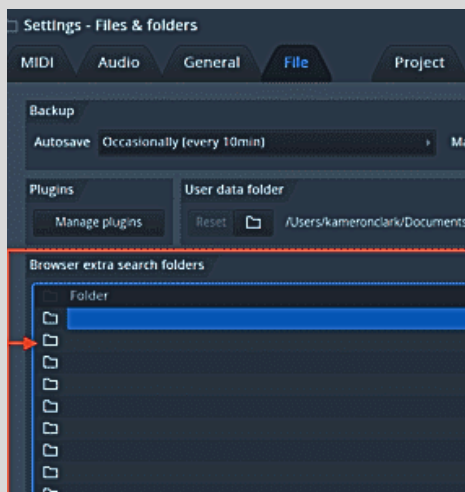 Settings - Files & folders
MIDI Audio General File Project
Backup
Autosave Occasionally (every 10min)
Plugins User data folder
Manage plugins Reset /Users/kameronclark/Documents
Browser extra search folders
Folder